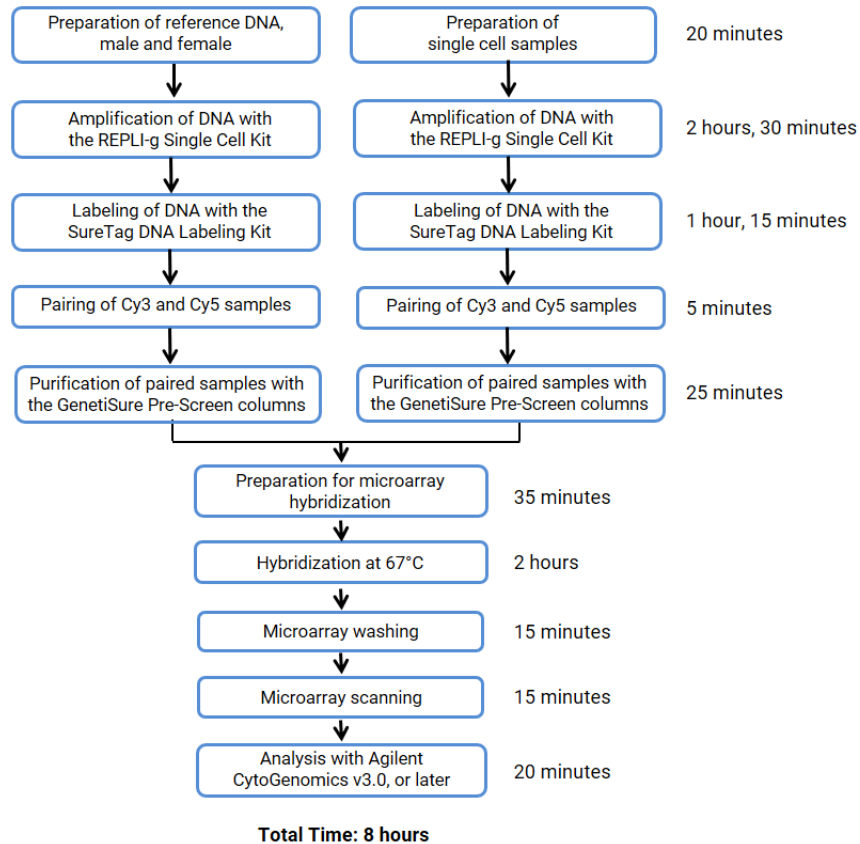 Preparation of reference DNA,
male and female
Preparation of
single cell samples
20 minutes
Amplification of DNA with
the REPLI-g Single Cell Kit
Amplification of DNA with
the REPLI-g Single Cell Kit
2 hours, 30 minutes
Labeling of DNA with the
SureTag DNA Labeling Kit
Labeling of DNA with the
SureTag DNA Labeling Kit
1 hour, 15 minutes
Pairing of Cy3 and Cy5 samples
Pairing of Cy3 and Cy5 samples
5 minutes
Purification of paired samples with
the GenetiSure Pre-Screen columns
Purification of paired samples with
the GenetiSure Pre-Screen columns
25 minutes
Preparation for microarray
hybridization
35 minutes
Hybridization at 67°C
2 hours
Microarray washing
15 minutes
Microarray scanning
15 minutes
Analysis with Agilent
CytoGenomics v3.0, or later
20 minutes
Total Time: 8 hours